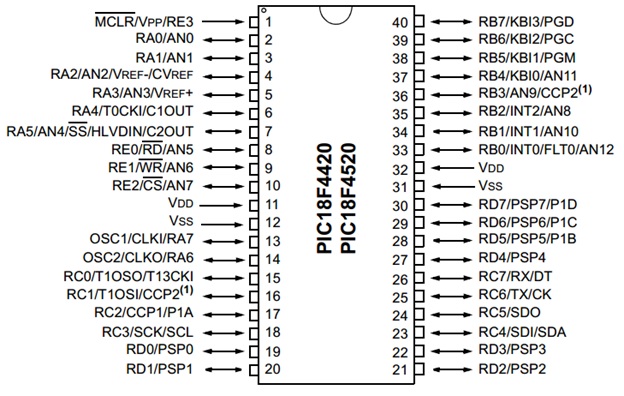 MCLR/VPP/RE3 1 40 RB7/KBI3/PGD
RA0/AN0 2 39 RB6/KBI2/PGC
RA1/AN1 3 38 RB5/KBI1/PGM
RA2/AN2/VREF-/CVREF 4 37 RB4/KBI0/AN11
RA3/AN3/VREF+ 5 36 RB3/AN9/CCP2(1)
RA4/T0CKI/C1OUT 6 35 RB2/INT2/AN8
RA5/AN4/SS/HLVDIN/C2OUT 7 34 RB1/INT1/AN10
RE0/RD/AN5 8 33 RB0/INT0/FLT0/AN12
RE1/WR/AN6 9 32 VDD
RE2/CS/AN7 10 31 VSS
VDD 11 30 RD7/PSP7/P1D
VSS 12 29 RD6/PSP6/P1C
OSC1/CLKI/RA7 13 28 RD5/PSP5/P1B
OSC2/CLKO/RA6 14 27 RD4/PSP4
RC0/T1OSO/T13CKI 15 26 RC7/RX/DT
RC1/T1OSI/CCP2(1) 16 25 RC6/TX/CK
RC2/CCP1/P1A 17 24 RC5/SDO
RC3/SCK/SCL 18 23 RC4/SDI/SDA
RD0/PSP0 19 22 RD3/PSP3
RD1/PSP1 20 21 RD2/PSP2
PIC18F4420
PIC18F4520